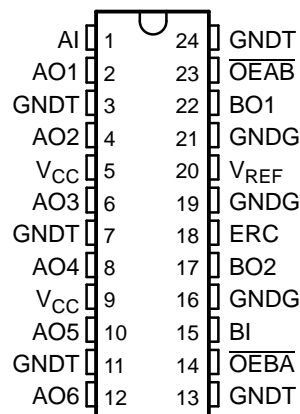 AI 1 24 GNDT
AO1 2 23 O̅E̅A̅B̅
GNDT 3 22 BO1
AO2 4 21 GNDG
VCC 5 20 VREF
AO3 6 19 GNDG
GNDT 7 18 ERC
AO4 8 17 BO2
VCC 9 16 GNDG
AO5 10 15 BI
GNDT 11 14 O̅E̅B̅A̅
AO6 12 13 GNDT